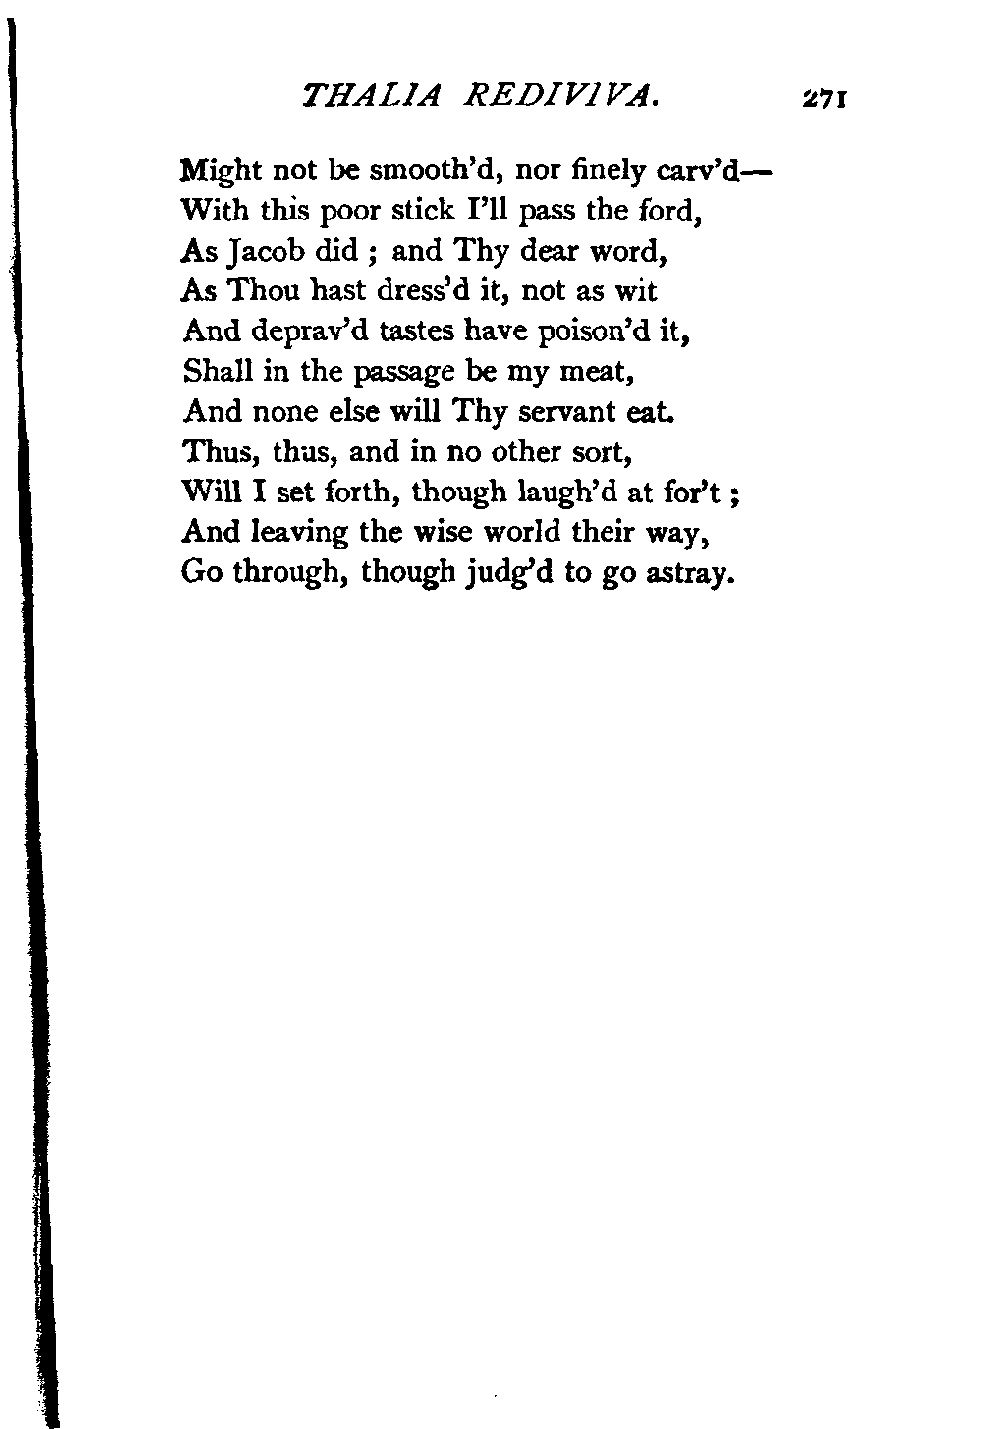 THALIA REDIVIVA. 271
Might not be smooth'd, nor finely carv'd—
With this poor stick I'll pass the ford,
As Jacob did ; and Thy dear word,
As Thou hast dress'd it, not as wit
And deprav'd tastes have poison'd it,
Shall in the passage be my meat,
And none else will Thy servant eat.
Thus, thus, and in no other sort,
Will I set forth, though laugh'd at for't ;
And leaving the wise world their way,
Go through, though judg'd to go astray.